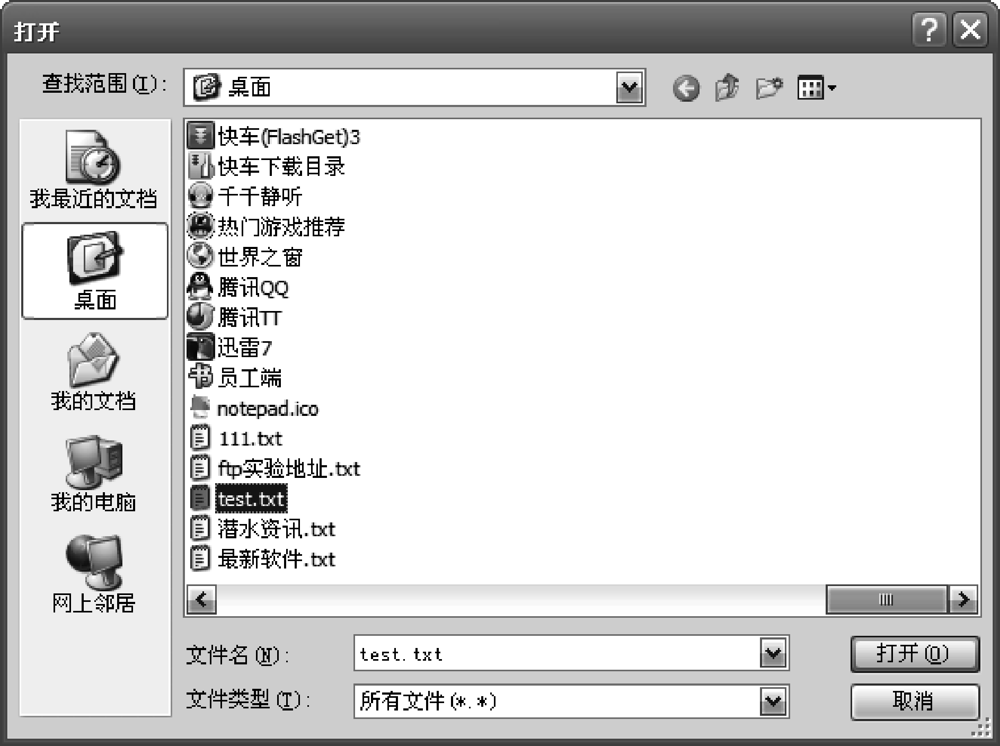 打开
查找范围(I):
桌面
我最近的文档
桌面
我的文档
我的电脑
网上邻居
快车(FlashGet)3
快车下载目录
千千静听
热门游戏推荐
世界之窗
腾讯QQ
腾讯TT
迅雷7
员工端
notepad.ico
111.txt
ftp实验地址.txt
test.txt
潜水资讯.txt
最新软件.txt
文件名(N):
test.txt
打开(O)
文件类型(T):
所有文件(*.*)
取消